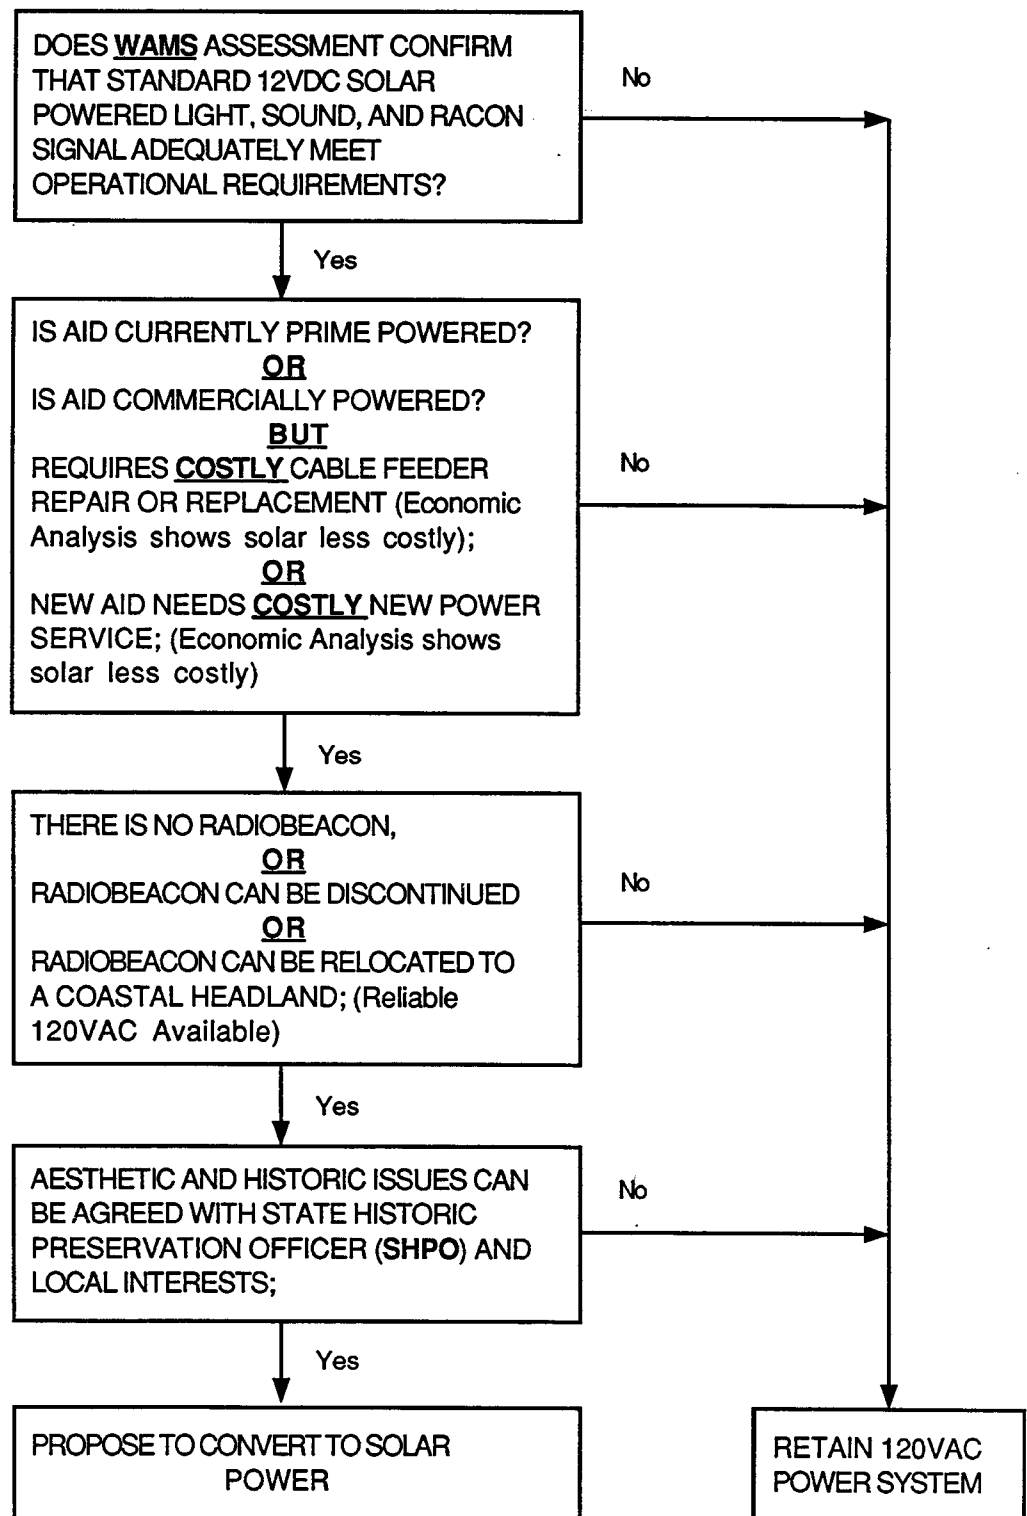 DOES WAMS ASSESSMENT CONFIRM
THAT STANDARD 12VDC SOLAR
POWERED LIGHT, SOUND, AND RACON
SIGNAL ADEQUATELY MEET
OPERATIONAL REQUIREMENTS?
No
Yes
IS AID CURRENTLY PRIME POWERED?
OR
IS AID COMMERCIALLY POWERED?
BUT
REQUIRES COSTLY CABLE FEEDER
REPAIR OR REPLACEMENT (Economic
Analysis shows solar less costly);
OR
NEW AID NEEDS COSTLY NEW POWER
SERVICE; (Economic Analysis shows
solar less costly)
No
Yes
THERE IS NO RADIOBEACON,
OR
RADIOBEACON CAN BE DISCONTINUED
OR
RADIOBEACON CAN BE RELOCATED TO
A COASTAL HEADLAND; (Reliable
120VAC Available)
No
Yes
AESTHETIC AND HISTORIC ISSUES CAN
BE AGREED WITH STATE HISTORIC
PRESERVATION OFFICER (SHPO) AND
LOCAL INTERESTS;
No
Yes
PROPOSE TO CONVERT TO SOLAR
POWER
RETAIN 120VAC
POWER SYSTEM